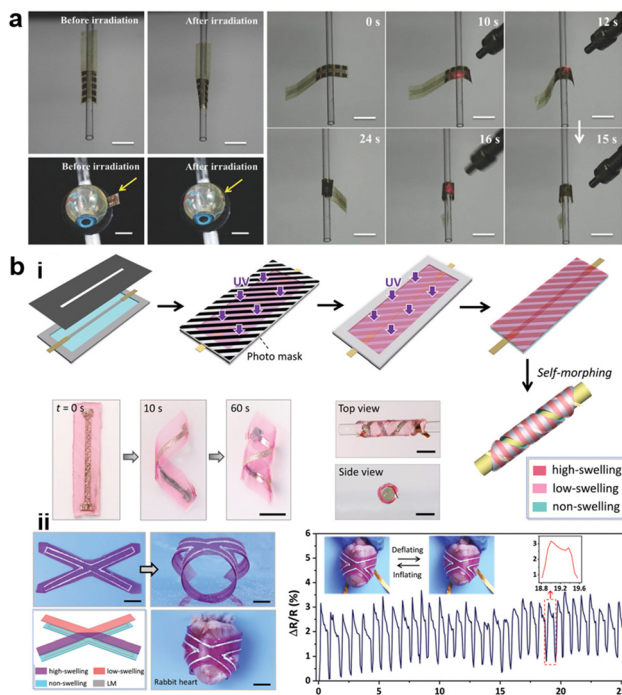 a
Before irradiation
After irradiation
0 s
10 s
12 s
Before irradiation
After irradiation
24 s
16 s
15 s
b
i
UV
UV
Photo mask
Self-morphing
t = 0 s
10 s
60 s
Top view
Side view
high-swelling
low-swelling
non-swelling
ii
high-swelling
low-swelling
non-swelling
LM
Rabbit heart
Deflating
Inflating
ΔR/R (%)
6
5
4
3
2
1
0
3
2
1
18.8 19.2 19.6
0 5 10 15 20 25